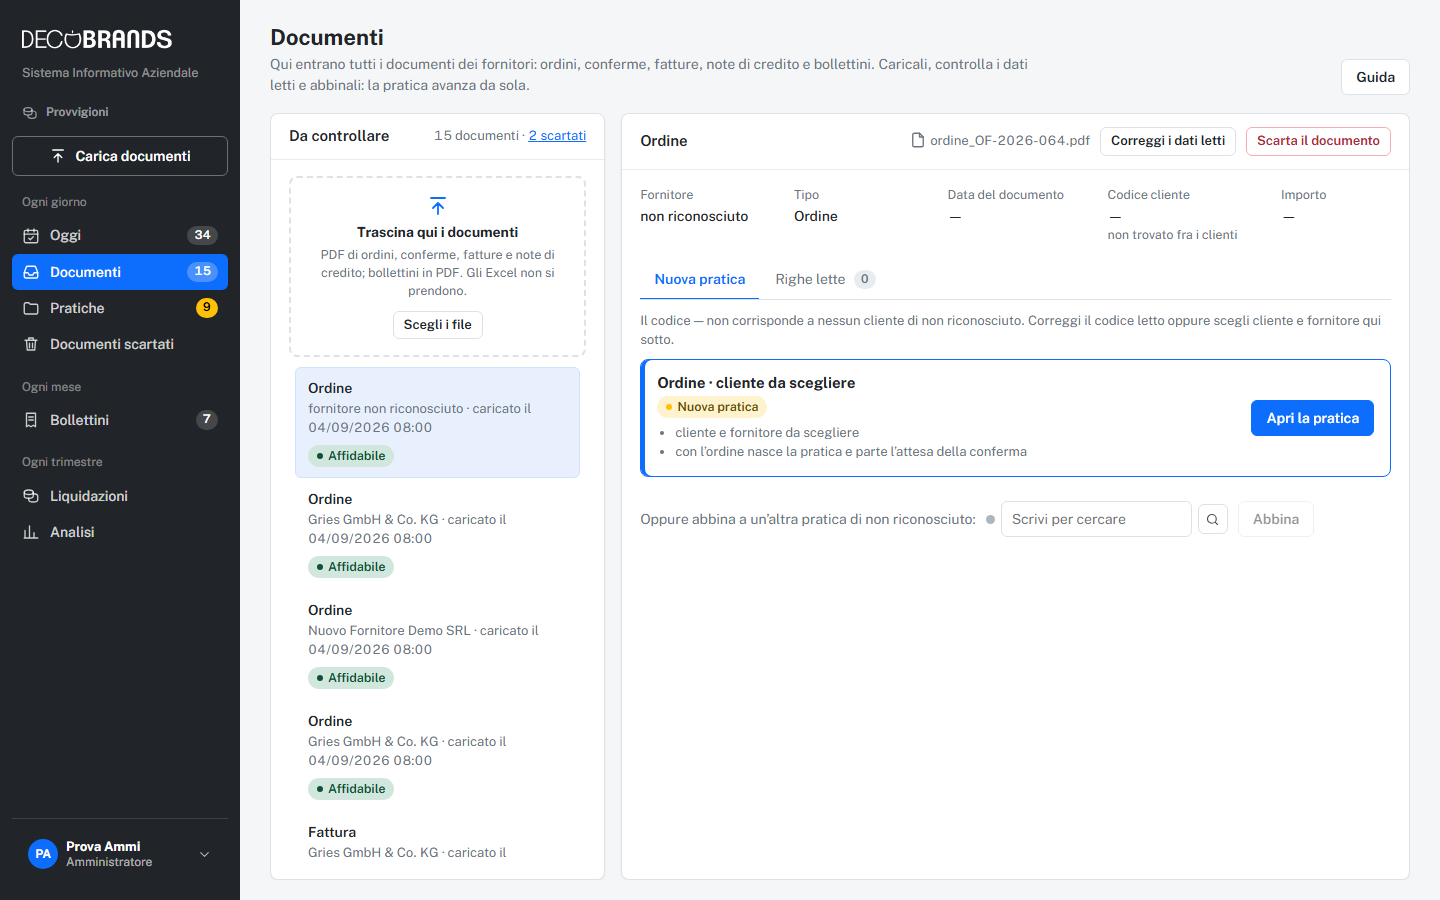 DECOBRANDS
Sistema Informativo Aziendale
Provvigioni
Carica documenti
Ogni giorno
Oggi 34
Documenti 15
Pratiche 9
Documenti scartati
Ogni mese
Bollettini 7
Ogni trimestre
Liquidazioni
Analisi
PA
Prova Ammi
Amministratore
Documenti
Qui entrano tutti i documenti dei fornitori: ordini, conferme, fatture, note di credito e bollettini. Caricali, controlla i dati
letti e abbinali: la pratica avanza da sola.
Guida
Da controllare 15 documenti · 2 scartati
Trascina qui i documenti
PDF di ordini, conferme, fatture e note di
credito; bollettini in PDF. Gli Excel non si
prendono.
Scegli i file
Ordine
fornitore non riconosciuto · caricato il
04/09/2026 08:00
Affidabile
Ordine
Gries GmbH & Co. KG · caricato il
04/09/2026 08:00
Affidabile
Ordine
Nuovo Fornitore Demo SRL · caricato il
04/09/2026 08:00
Affidabile
Ordine
Gries GmbH & Co. KG · caricato il
04/09/2026 08:00
Affidabile
Fattura
Gries GmbH & Co. KG · caricato il
Ordine ordine_OF-2026-064.pdf Correggi i dati letti Scarta il documento
Fornitore Tipo Data del documento Codice cliente Importo
non riconosciuto Ordine — — —
non trovato fra i clienti
Nuova pratica Righe lette 0
Il codice — non corrisponde a nessun cliente di non riconosciuto. Correggi il codice letto oppure scegli cliente e fornitore qui
sotto.
Ordine · cliente da scegliere
Nuova pratica
• cliente e fornitore da scegliere
• con l'ordine nasce la pratica e parte l'attesa della conferma
Apri la pratica
Oppure abbina a un'altra pratica di non riconosciuto: Scrivi per cercare Abbina